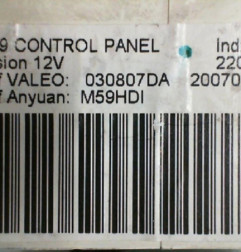 9 CONTROL PANEL Ind
sion 12V 220
f VALEO: 030807DA 20070
f Anyuan: M59HDI